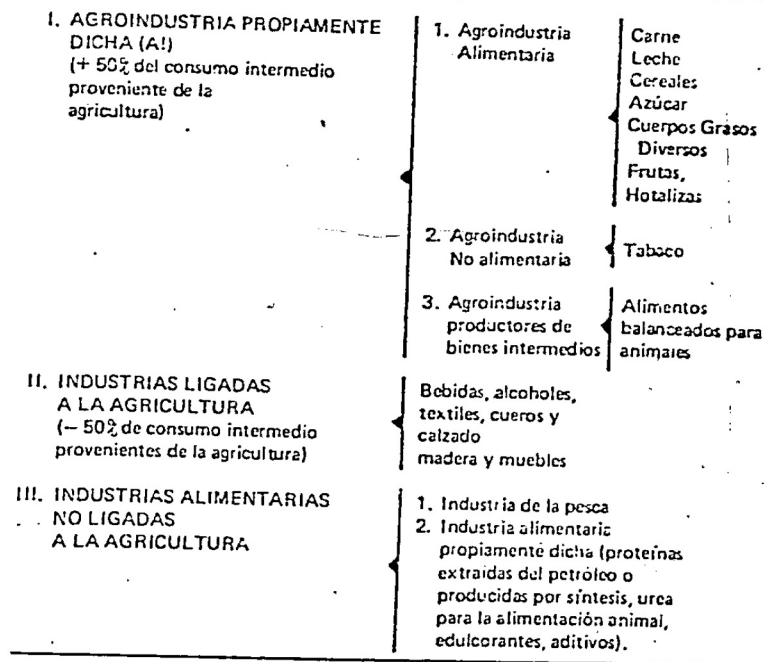 I. AGROINDUSTRIA PROPIAMENTE
DICHA (A!)
(+ 50% del consumo intermedio
proveniente de la
agricultura)
1. Agroindustria
Alimentaria
Carne
Leche
Cereales
Azúcar
Cuerpos Grasos
Diversos
Frutas,
Hotalizas
2. Agroindustria
No alimentaria
Tabaco
3. Agroindustria
productores de
bienes intermedios
Alimentos
balanceados para
animales
II. INDUSTRIAS LIGADAS
A LA AGRICULTURA
(– 50% de consumo intermedio
provenientes de la agricultura)
Bebidas, alcoholes,
textiles, cueros y
calzado
madera y muebles
III. INDUSTRIAS ALIMENTARIAS
NO LIGADAS
A LA AGRICULTURA
1. Industria de la pesca
2. Industria alimentaria
propiamente dicha (proteínas
extraidas del petróleo o
producidas por síntesis, urea
para la alimentación animal,
edulcorantes, aditivos).